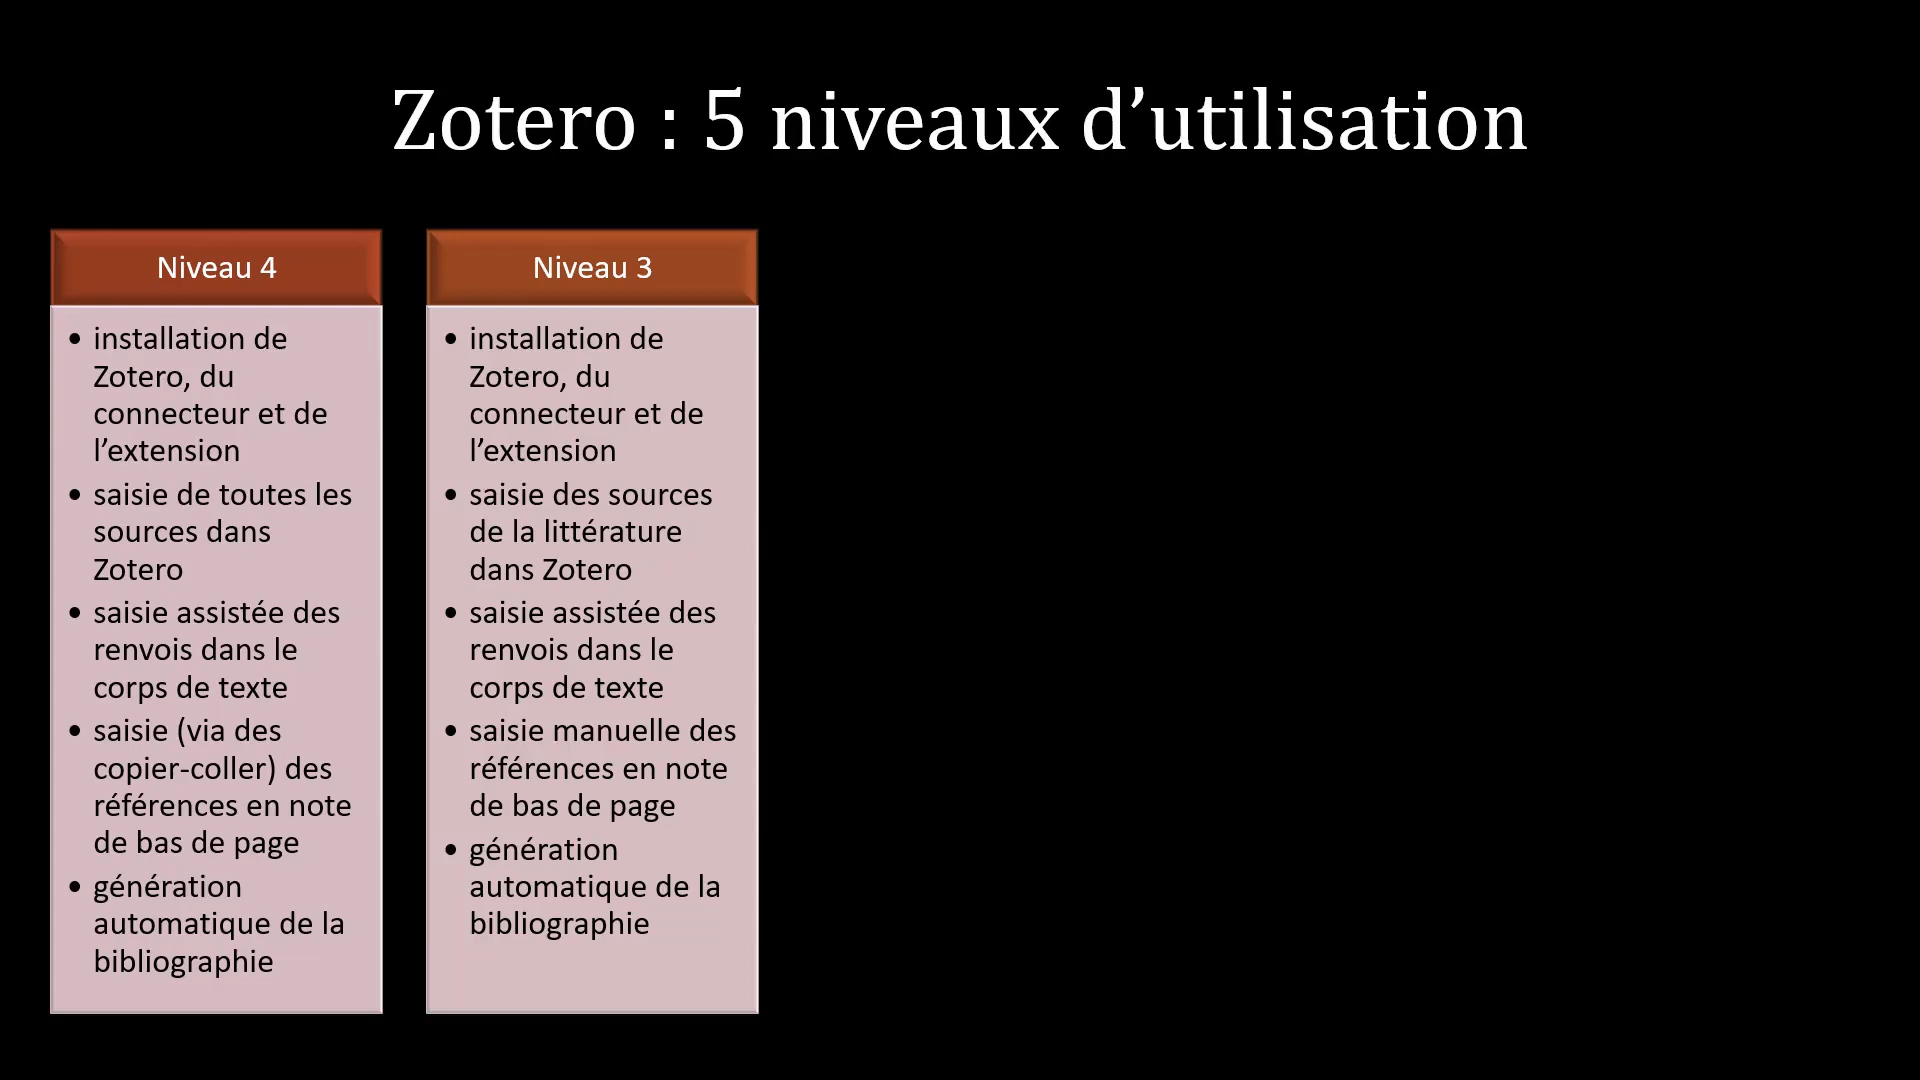 Zotero : 5 niveaux d’utilisation
Niveau 4
• installation de
Zotero, du
connecteur et de
l’extension
• saisie de toutes les
sources dans
Zotero
• saisie assistée des
renvois dans le
corps de texte
• saisie (via des
copier-coller) des
références en note
de bas de page
• génération
automatique de la
bibliographie
Niveau 3
• installation de
Zotero, du
connecteur et de
l’extension
• saisie des sources
de la littérature
dans Zotero
• saisie assistée des
renvois dans le
corps de texte
• saisie manuelle des
références en note
de bas de page
• génération
automatique de la
bibliographie